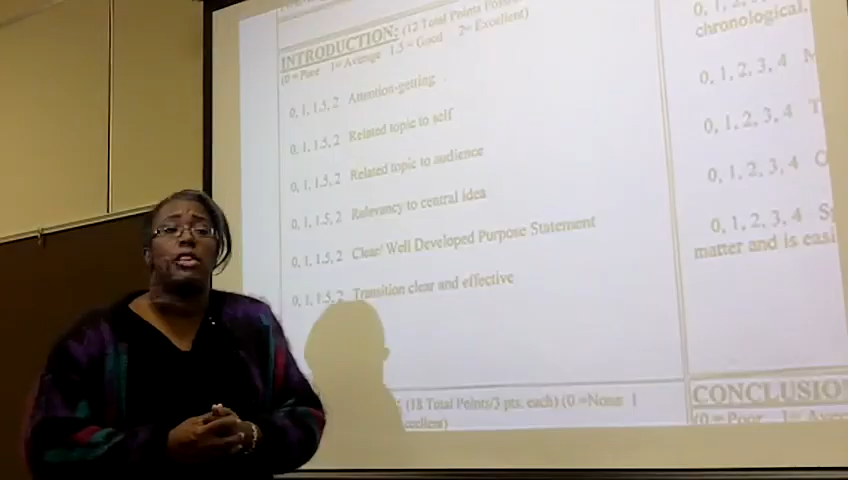 INTRODUCTION: (12 Total Points Possi
(0 = Poor 1= Average 1.5 = Good 2= Excellent)
0, 1, 1.5, 2 Attention-getting
0, 1, 1.5, 2 Related topic to self
0, 1, 1.5, 2 Related topic to audience
0, 1, 1.5, 2 Relevancy to central idea
0, 1, 1.5, 2 Clear/ Well Developed Purpose Statement
0, 1, 1.5, 2 Transition clear and effective
: (18 Total Points/3 pts. each) (0 =None 1
xcellent)
0, 1, 2,
chronological.
0, 1, 2, 3, 4 M
0, 1, 2, 3, 4 T
0, 1, 2, 3, 4
0, 1, 2, 3, 4 S
matter and is easi
CONCLUSION
(0 = Poor, 1= Avera